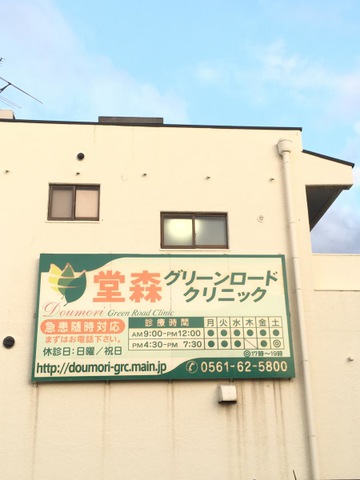 堂森 グリーンロード
クリニック
Doumori Green Road Clinic
急患随時対応
まずはお電話下さい。
休診日：日曜／祝日
診療時間 月 火 水 木 金 土
AM9:00-PM12:00 ● ● ● ● ● ●
PM4:30-PM 7:30 ● ● ● ＼ ● ◎
◎17時〜19時
http://doumori-grc.main.jp
✆0561-62-5800